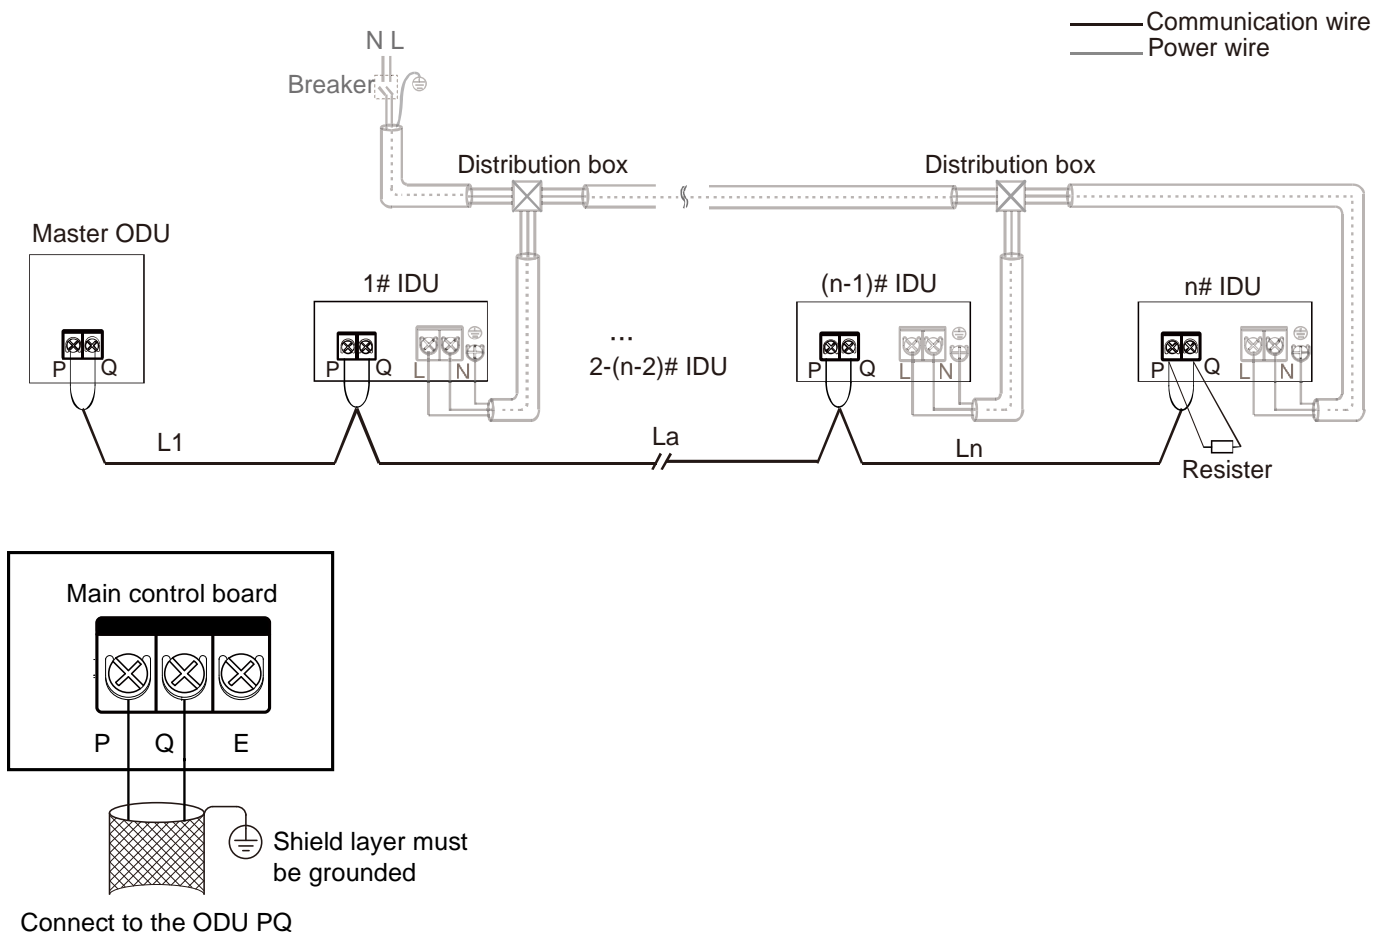 Communication wire
Power wire
N L
Breaker
Distribution box
Distribution box
Master ODU
1# IDU
(n-1)# IDU
n# IDU
...
2-(n-2)# IDU
P Q
P Q L N
P Q L N
P Q L N
L1
La
Ln
Resister
Main control board
P Q E
Shield layer must
be grounded
Connect to the ODU PQ